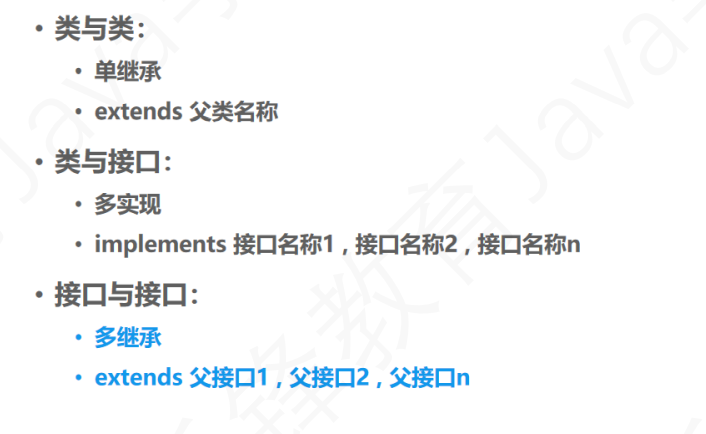 • 类与类：
• 单继承
• extends 父类名称
• 类与接口：
• 多实现
• implements 接口名称1 , 接口名称2 , 接口名称n
• 接口与接口：
• 多继承
• extends 父接口1 , 父接口2 , 父接口n